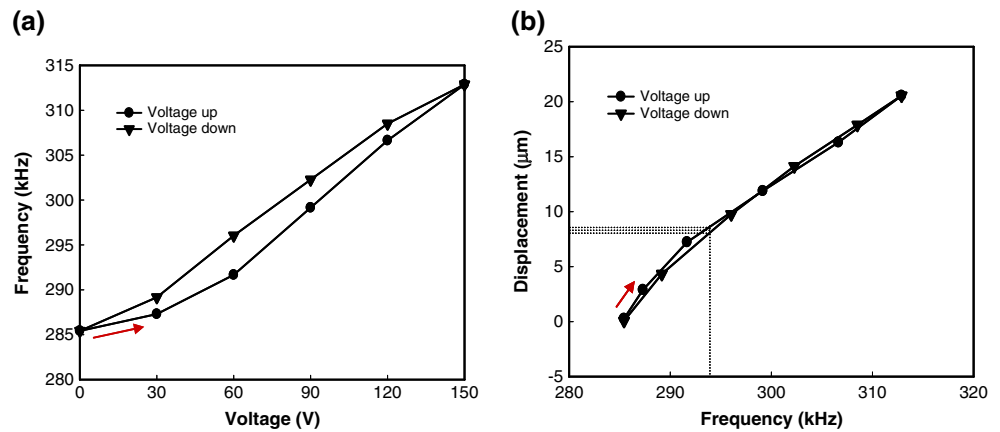 (a)
Frequency (kHz)
315
310
305
300
295
290
285
280
Voltage up
Voltage down
0
30
60
90
120
150
Voltage (V)
(b)
Displacement (μm)
25
20
15
10
5
0
-5
Voltage up
Voltage down
280
290
300
310
320
Frequency (kHz)